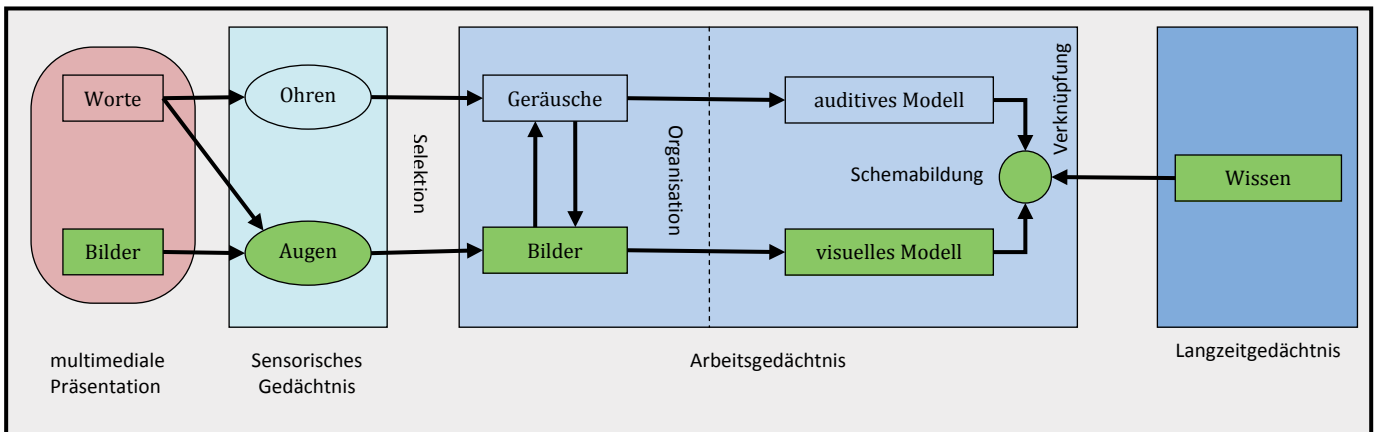 Worte
Ohren
Geräusche
auditives Modell
Verknüpfung
Selektion
Organisation
Schemabildung
Wissen
Bilder
Augen
Bilder
visuelles Modell
multimediale
Präsentation
Sensorisches
Gedächtnis
Arbeitsgedächtnis
Langzeitgedächtnis